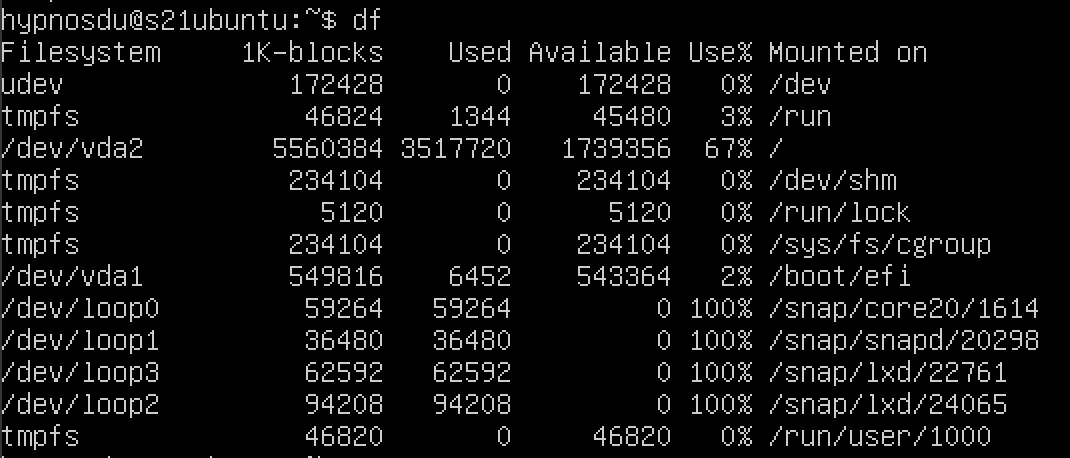 hypnosdu@s21ubuntu:~$ df
Filesystem     1K-blocks    Used Available Use% Mounted on
udev              172428       0    172428   0% /dev
tmpfs              46824    1344     45480   3% /run
/dev/vda2        5560384 3517720   1739356  67% /
tmpfs             234104       0    234104   0% /dev/shm
tmpfs               5120       0      5120   0% /run/lock
tmpfs             234104       0    234104   0% /sys/fs/cgroup
/dev/vda1         549816    6452    543364   2% /boot/efi
/dev/loop0         59264   59264         0 100% /snap/core20/1614
/dev/loop1         36480   36480         0 100% /snap/snapd/20298
/dev/loop3         62592   62592         0 100% /snap/lxd/22761
/dev/loop2         94208   94208         0 100% /snap/lxd/24065
tmpfs              46820       0     46820   0% /run/user/1000